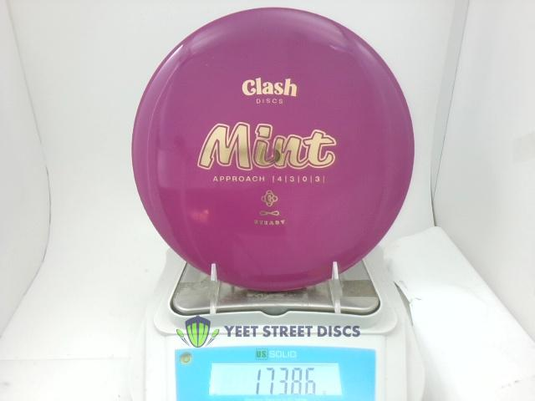 Clash
DISCS
Mint
APPROACH |4|3|0|3|
STEADY
YEET STREET DISCS
US SOLID
173.86